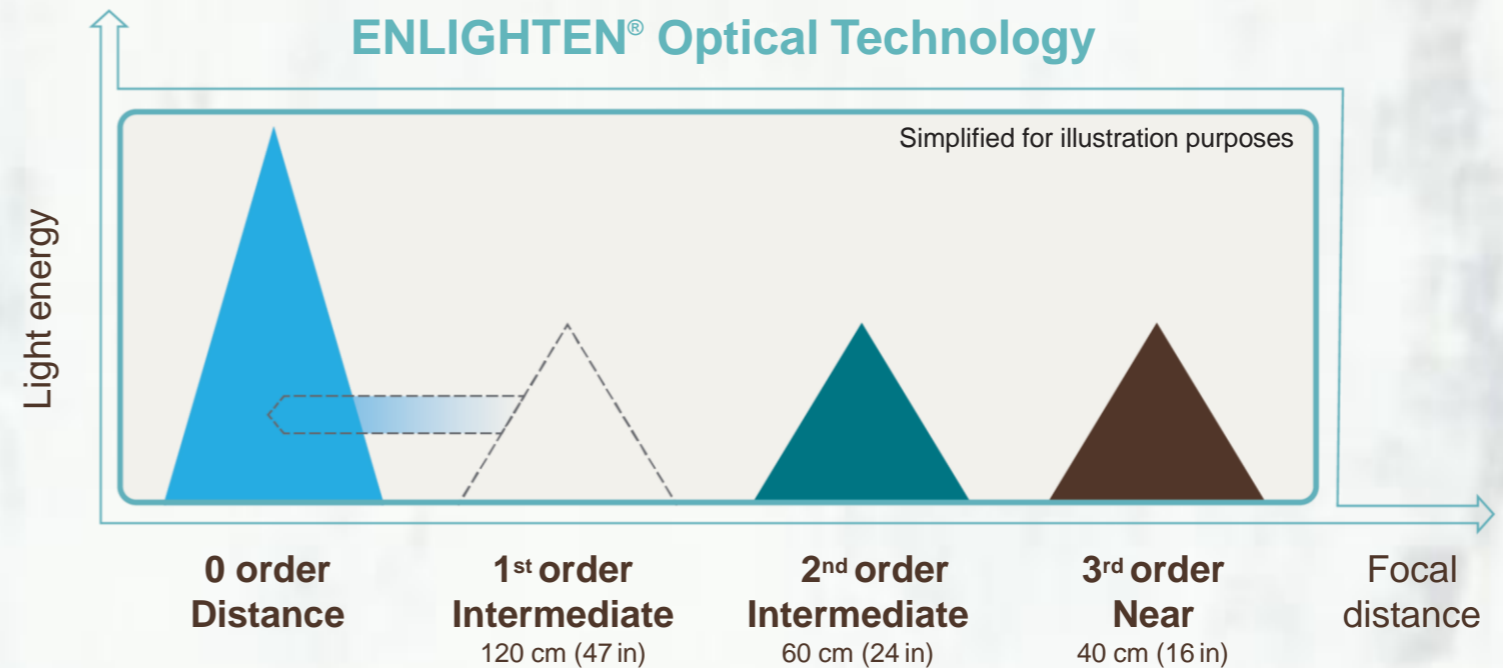 ENLIGHTEN® Optical Technology
Simplified for illustration purposes
Light energy
0 order
Distance
1st order
Intermediate
120 cm (47 in)
2nd order
Intermediate
60 cm (24 in)
3rd order
Near
40 cm (16 in)
Focal
distance